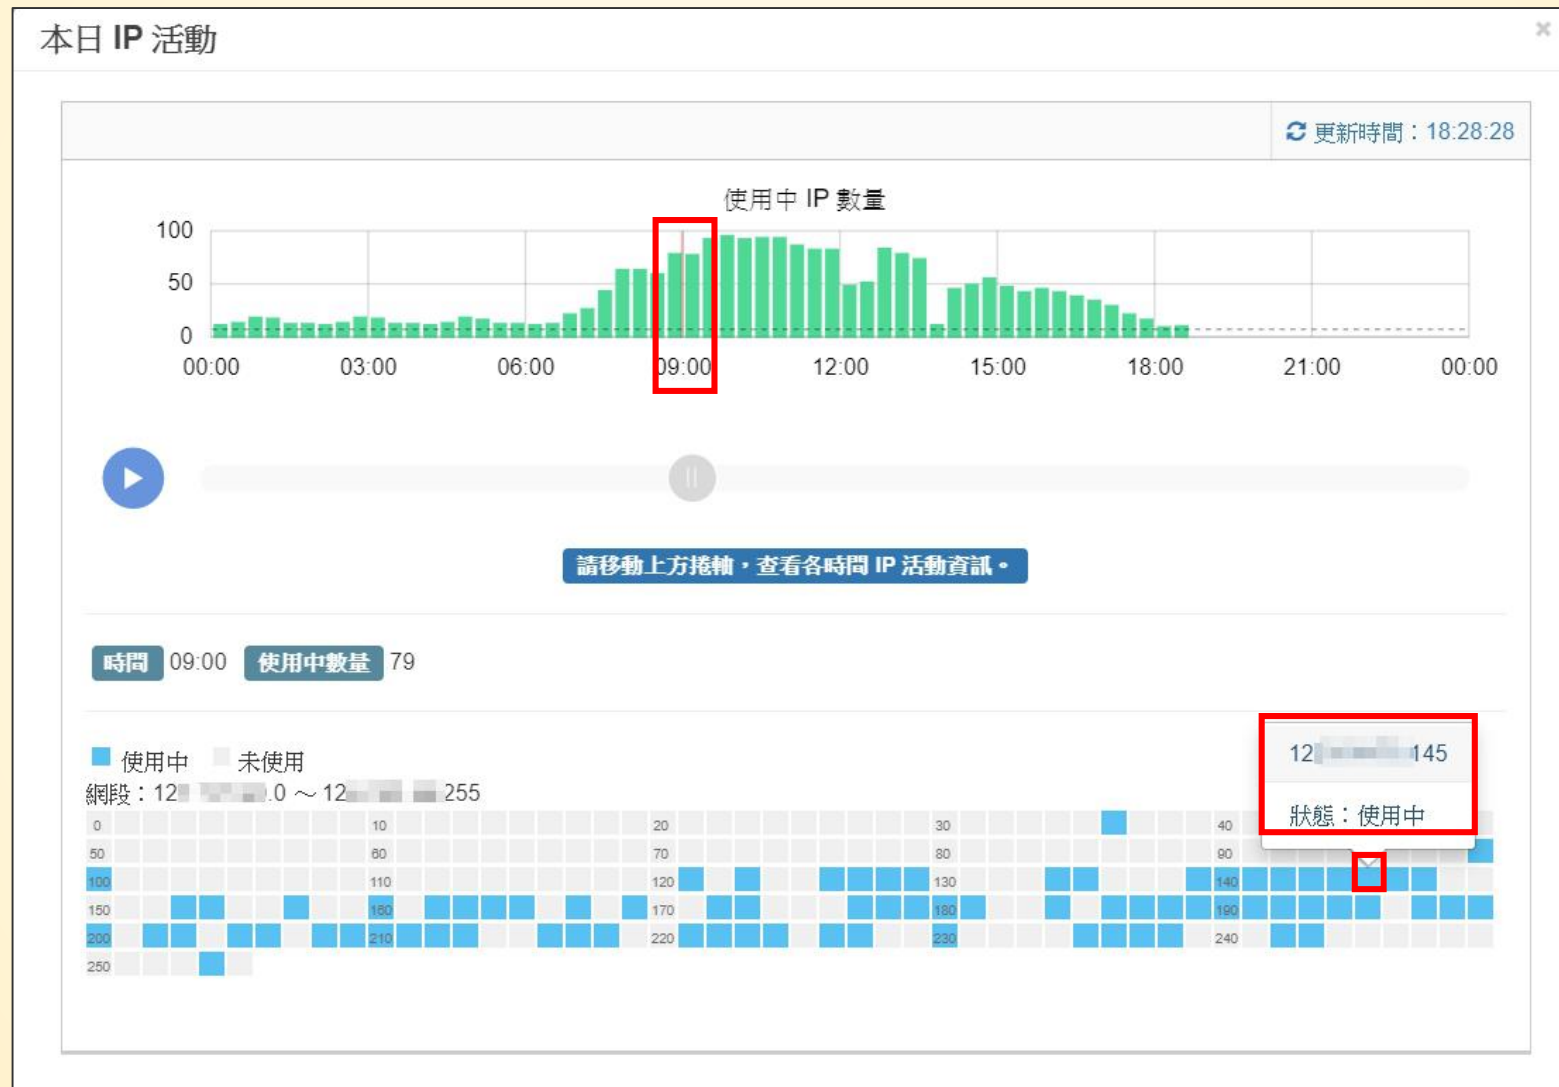 本日 IP 活動
更新時間：18:28:28
使用中 IP 數量
100
50
0
00:00 03:00 06:00 09:00 12:00 15:00 18:00 21:00 00:00
請移動上方捲軸，查看各時間 IP 活動資訊。
時間 09:00 使用中數量 79
使用中 未使用
12 145
狀態：使用中
網段：12 .0 ～ 12 255
0 10 20 30 40
50 60 70 80 90
100 110 120 130 140
150 160 170 180 190
200 210 220 230 240
250